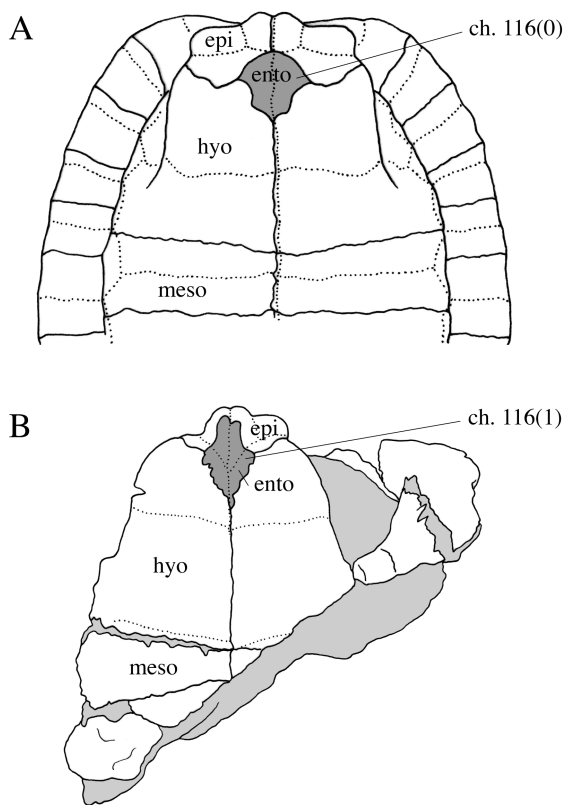 A
epi
ch. 116(0)
ento
hyo
meso
B
epi
ch. 116(1)
ento
hyo
meso